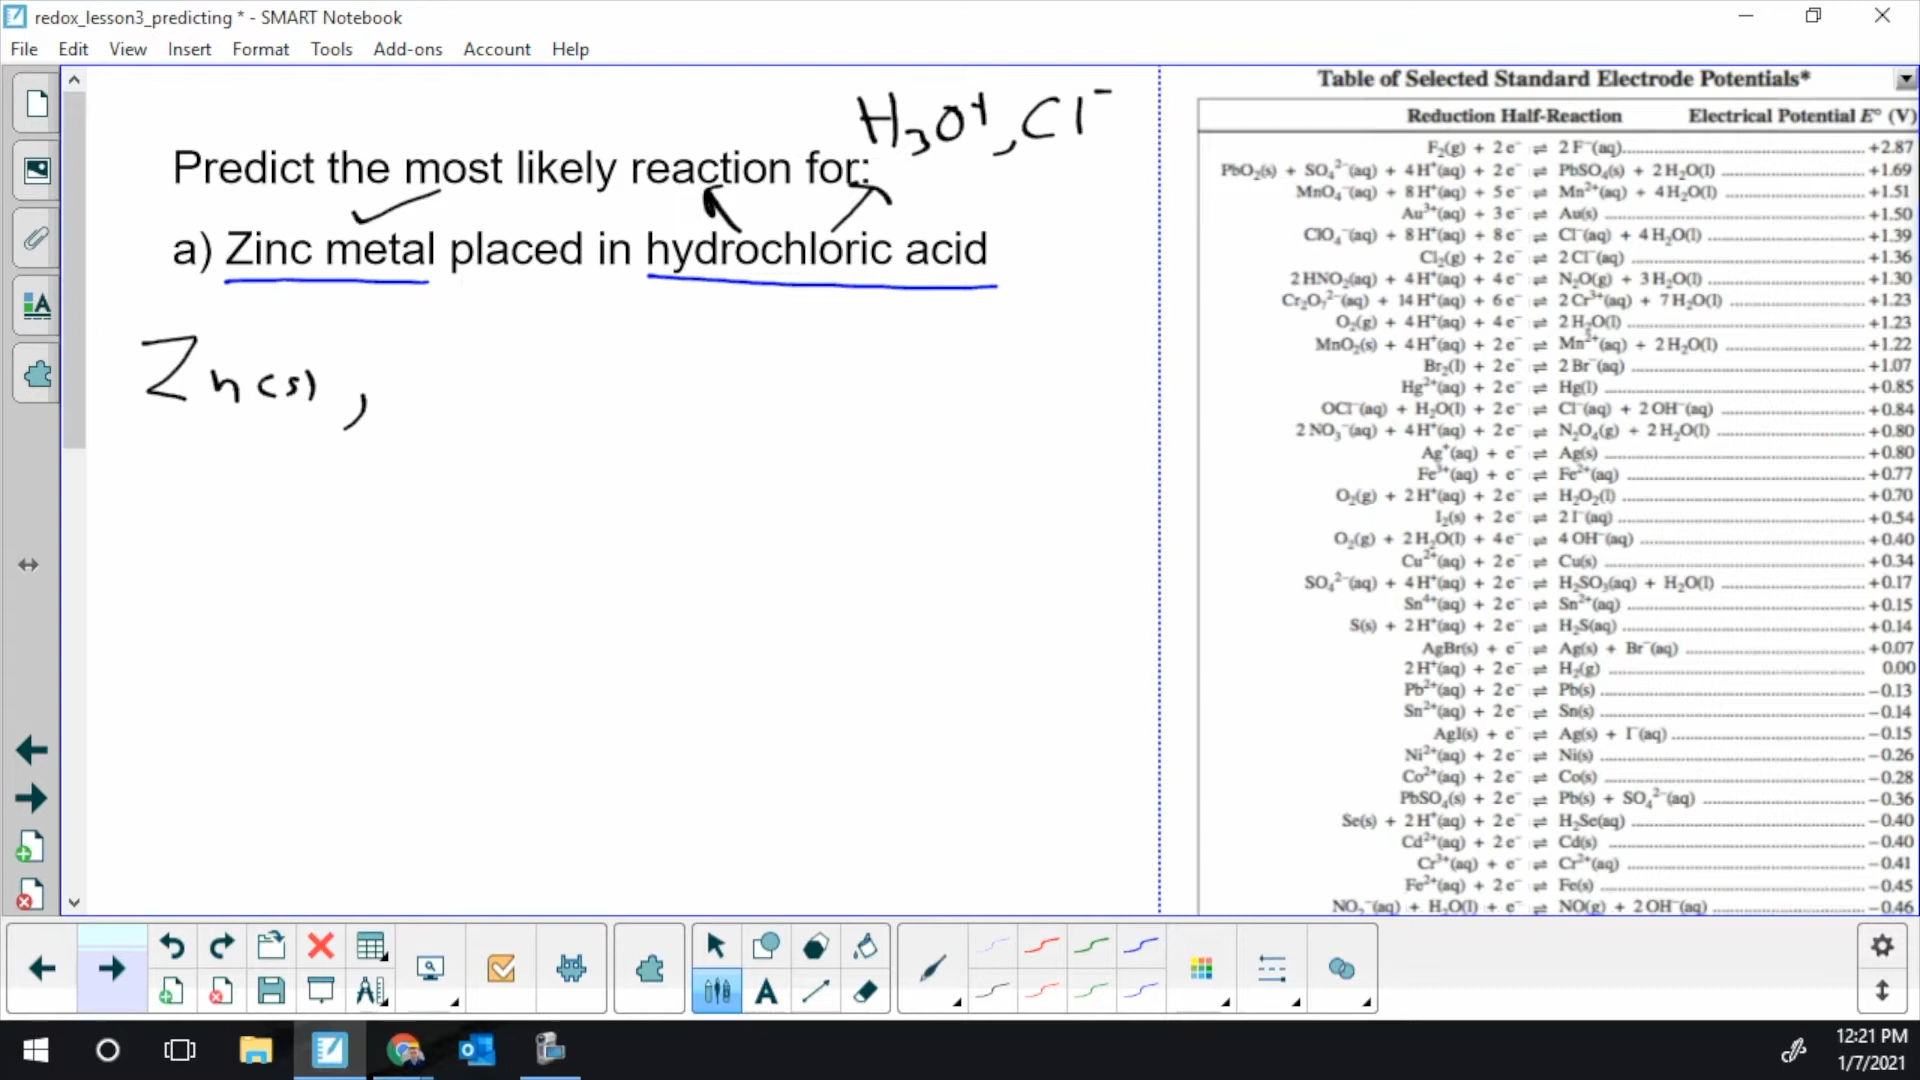 redox_lesson3_predicting * - SMART Notebook
File Edit View Insert Format Tools Add-ons Account Help
H₃O⁺, Cl⁻
Predict the most likely reaction for:
a) Zinc metal placed in hydrochloric acid
Zn(s) ,
Table of Selected Standard Electrode Potentials*
Reduction Half-Reaction Electrical Potential E° (V)
F₂(g) + 2 e⁻ ⇌ 2 F⁻(aq) +2.87
PbO₂(s) + SO₄²⁻(aq) + 4 H⁺(aq) + 2 e⁻ ⇌ PbSO₄(s) + 2 H₂O(l) +1.69
MnO₄⁻(aq) + 8 H⁺(aq) + 5 e⁻ ⇌ Mn²⁺(aq) + 4 H₂O(l) +1.51
Au³⁺(aq) + 3 e⁻ ⇌ Au(s) +1.50
ClO₄⁻(aq) + 8 H⁺(aq) + 8 e⁻ ⇌ Cl⁻(aq) + 4 H₂O(l) +1.39
Cl₂(g) + 2 e⁻ ⇌ 2 Cl⁻(aq) +1.36
2 HNO₂(aq) + 4 H⁺(aq) + 4 e⁻ ⇌ N₂O(g) + 3 H₂O(l) +1.30
Cr₂O₇²⁻(aq) + 14 H⁺(aq) + 6 e⁻ ⇌ 2 Cr³⁺(aq) + 7 H₂O(l) +1.23
O₂(g) + 4 H⁺(aq) + 4 e⁻ ⇌ 2 H₂O(l) +1.23
MnO₂(s) + 4 H⁺(aq) + 2 e⁻ ⇌ Mn²⁺(aq) + 2 H₂O(l) +1.22
Br₂(l) + 2 e⁻ ⇌ 2 Br⁻(aq) +1.07
Hg²⁺(aq) + 2 e⁻ ⇌ Hg(l) +0.85
OCl⁻(aq) + H₂O(l) + 2 e⁻ ⇌ Cl⁻(aq) + 2 OH⁻(aq) +0.84
2 NO₃⁻(aq) + 4 H⁺(aq) + 2 e⁻ ⇌ N₂O₄(g) + 2 H₂O(l) +0.80
Ag⁺(aq) + e⁻ ⇌ Ag(s) +0.80
Fe³⁺(aq) + e⁻ ⇌ Fe²⁺(aq) +0.77
O₂(g) + 2 H⁺(aq) + 2 e⁻ ⇌ H₂O₂(l) +0.70
I₂(s) + 2 e⁻ ⇌ 2 I⁻(aq) +0.54
O₂(g) + 2 H₂O(l) + 4 e⁻ ⇌ 4 OH⁻(aq) +0.40
Cu²⁺(aq) + 2 e⁻ ⇌ Cu(s) +0.34
SO₄²⁻(aq) + 4 H⁺(aq) + 2 e⁻ ⇌ H₂SO₃(aq) + H₂O(l) +0.17
Sn⁴⁺(aq) + 2 e⁻ ⇌ Sn²⁺(aq) +0.15
S(s) + 2 H⁺(aq) + 2 e⁻ ⇌ H₂S(aq) +0.14
AgBr(s) + e⁻ ⇌ Ag(s) + Br⁻(aq) +0.07
2 H⁺(aq) + 2 e⁻ ⇌ H₂(g) 0.00
Pb²⁺(aq) + 2 e⁻ ⇌ Pb(s) −0.13
Sn²⁺(aq) + 2 e⁻ ⇌ Sn(s) −0.14
AgI(s) + e⁻ ⇌ Ag(s) + I⁻(aq) −0.15
Ni²⁺(aq) + 2 e⁻ ⇌ Ni(s) −0.26
Co²⁺(aq) + 2 e⁻ ⇌ Co(s) −0.28
PbSO₄(s) + 2 e⁻ ⇌ Pb(s) + SO₄²⁻(aq) −0.36
Se(s) + 2 H⁺(aq) + 2 e⁻ ⇌ H₂Se(aq) −0.40
Cd²⁺(aq) + 2 e⁻ ⇌ Cd(s) −0.40
Cr³⁺(aq) + e⁻ ⇌ Cr²⁺(aq) −0.41
Fe²⁺(aq) + 2 e⁻ ⇌ Fe(s) −0.45
NO₂⁻(aq) + H₂O(l) + e⁻ ⇌ NO(g) + 2 OH⁻(aq) −0.46
12:21 PM
1/7/2021